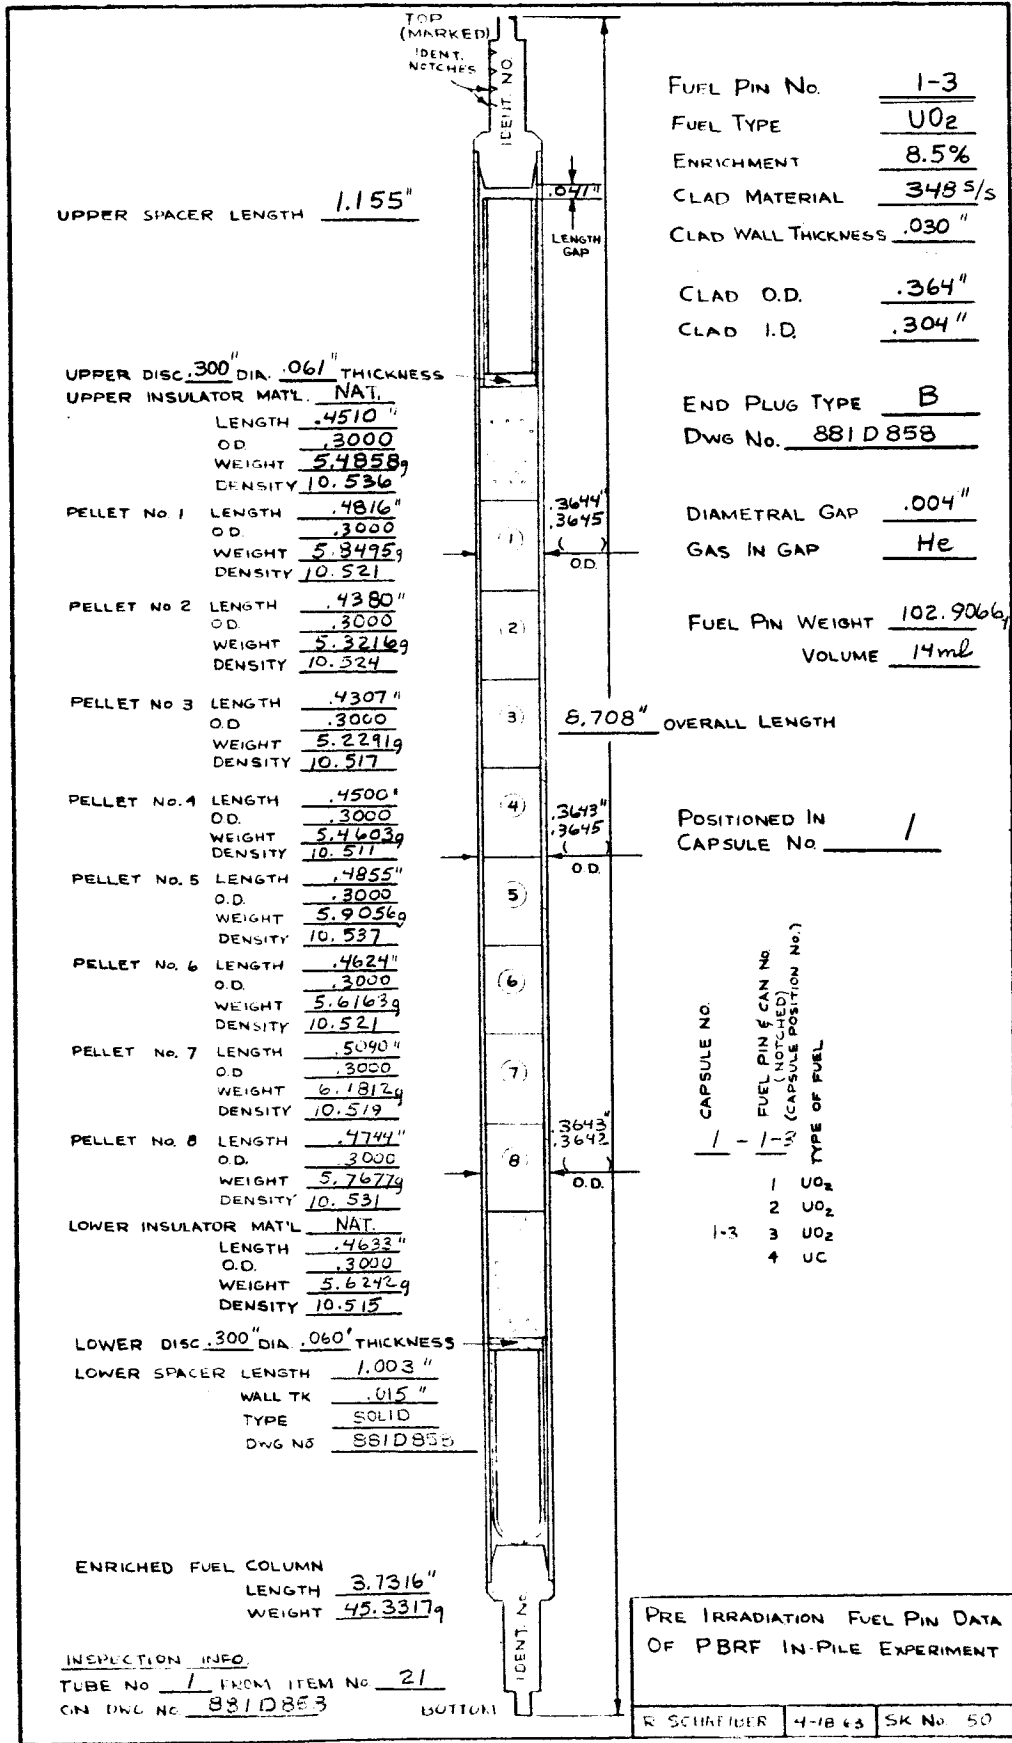 TOP
(MARKED)
IDENT.
NOTCHES
IDENT. NO.
UPPER SPACER LENGTH 1.155"
.041"
LENGTH
GAP
UPPER DISC .300" DIA. .061" THICKNESS
UPPER INSULATOR MAT'L. NAT.
LENGTH .4510"
O.D. .3000
WEIGHT 5.4858g
DENSITY 10.536
PELLET No. 1 LENGTH .4816"
O.D. .3000
WEIGHT 5.8495g
DENSITY 10.521
PELLET No 2 LENGTH .4380"
O.D. .3000
WEIGHT 5.3216g
DENSITY 10.524
PELLET No 3 LENGTH .4307"
O.D .3000
WEIGHT 5.2291g
DENSITY 10.517
PELLET No. 4 LENGTH .4500"
O.D. .3000
WEIGHT 5.4603g
DENSITY 10.511
PELLET No. 5 LENGTH .4855"
O.D. .3000
WEIGHT 5.9056g
DENSITY 10.537
PELLET No. 6 LENGTH .4624"
O.D. .3000
WEIGHT 5.6163g
DENSITY 10.521
PELLET No. 7 LENGTH .5090"
O.D .3000
WEIGHT 6.1812g
DENSITY 10.519
PELLET No. 8 LENGTH .4744"
O.D. .3000
WEIGHT 5.7677g
DENSITY 10.531
LOWER INSULATOR MAT'L NAT.
LENGTH .4633"
O.D. .3000
WEIGHT 5.6242g
DENSITY 10.515
LOWER DISC .300" DIA. .060" THICKNESS
LOWER SPACER LENGTH 1.003"
WALL TK .015"
TYPE SOLID
DWG No 881D858
ENRICHED FUEL COLUMN
LENGTH 3.7316"
WEIGHT 45.3317g
INSPECTION INFO.
TUBE No 1 FROM ITEM No 21
ON DWG No. 881D853
(1)
(2)
(3)
(4)
(5)
(6)
(7)
(8)
.3644"
.3645
( )
O.D.
.3643"
.3645
( )
O.D.
.3643"
.3642
( )
O.D.
8.708" OVERALL LENGTH
IDENT. No
BOTTOM
FUEL PIN No. 1-3
FUEL TYPE UO2
ENRICHMENT 8.5%
CLAD MATERIAL 348 S/S
CLAD WALL THICKNESS .030"
CLAD O.D. .364"
CLAD I.D. .304"
END PLUG TYPE B
DWG No. 881D858
DIAMETRAL GAP .004"
GAS IN GAP He
FUEL PIN WEIGHT 102.9066g
VOLUME 14ml
POSITIONED IN
CAPSULE No. 1
CAPSULE NO.
FUEL PIN & CAN NO.
(NOTCHED)
(CAPSULE POSITION No.)
TYPE OF FUEL
1 - 1-3
1 UO2
2 UO2
1-3 3 UO2
4 UC
PRE IRRADIATION FUEL PIN DATA
OF PBRF IN-PILE EXPERIMENT
R SCHREIDER 4-18 63 SK No. 50